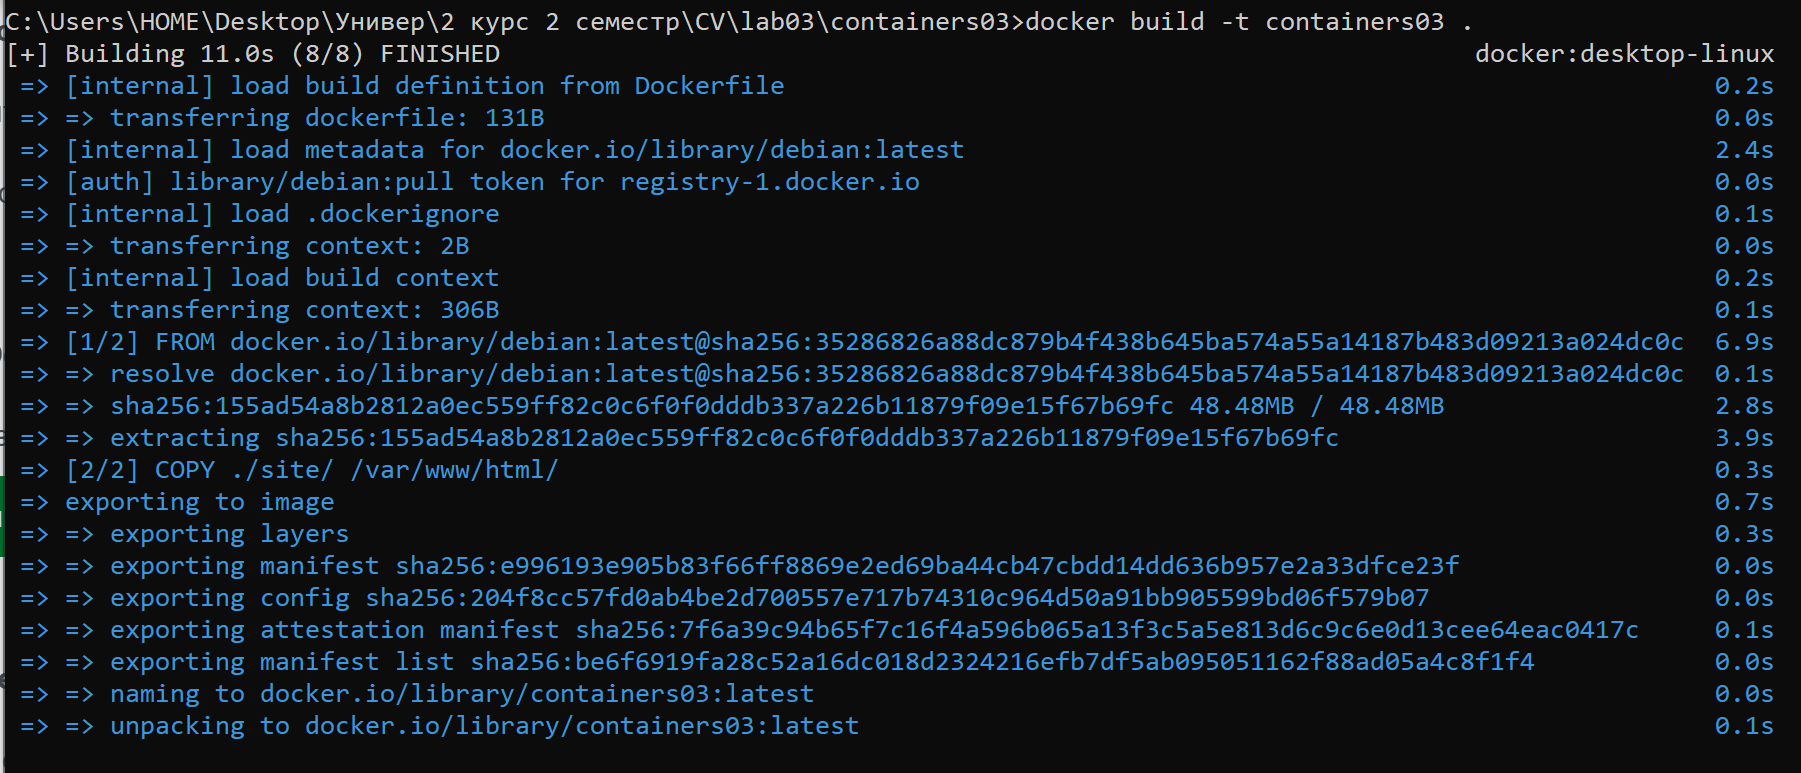 C:\Users\HOME\Desktop\Универ\2 курс 2 семестр\CV\lab03\containers03>docker build -t containers03 .
[+] Building 11.0s (8/8) FINISHED docker:desktop-linux
=> [internal] load build definition from Dockerfile 0.2s
=> => transferring dockerfile: 131B 0.0s
=> [internal] load metadata for docker.io/library/debian:latest 2.4s
=> [auth] library/debian:pull token for registry-1.docker.io 0.0s
=> [internal] load .dockerignore 0.1s
=> => transferring context: 2B 0.0s
=> [internal] load build context 0.2s
=> => transferring context: 306B 0.1s
=> [1/2] FROM docker.io/library/debian:latest@sha256:35286826a88dc879b4f438b645ba574a55a14187b483d09213a024dc0c 6.9s
=> => resolve docker.io/library/debian:latest@sha256:35286826a88dc879b4f438b645ba574a55a14187b483d09213a024dc0c 0.1s
=> => sha256:155ad54a8b2812a0ec559ff82c0c6f0f0dddb337a226b11879f09e15f67b69fc 48.48MB / 48.48MB 2.8s
=> => extracting sha256:155ad54a8b2812a0ec559ff82c0c6f0f0dddb337a226b11879f09e15f67b69fc 3.9s
=> [2/2] COPY ./site/ /var/www/html/ 0.3s
=> exporting to image 0.7s
=> => exporting layers 0.3s
=> => exporting manifest sha256:e996193e905b83f66ff8869e2ed69ba44cb47cbdd14dd636b957e2a33dfce23f 0.0s
=> => exporting config sha256:204f8cc57fd0ab4be2d700557e717b74310c964d50a91bb905599bd06f579b07 0.0s
=> => exporting attestation manifest sha256:7f6a39c94b65f7c16f4a596b065a13f3c5a5e813d6c9c6e0d13cee64eac0417c 0.1s
=> => exporting manifest list sha256:be6f6919fa28c52a16dc018d2324216efb7df5ab095051162f88ad05a4c8f1f4 0.0s
=> => naming to docker.io/library/containers03:latest 0.0s
=> => unpacking to docker.io/library/containers03:latest 0.1s